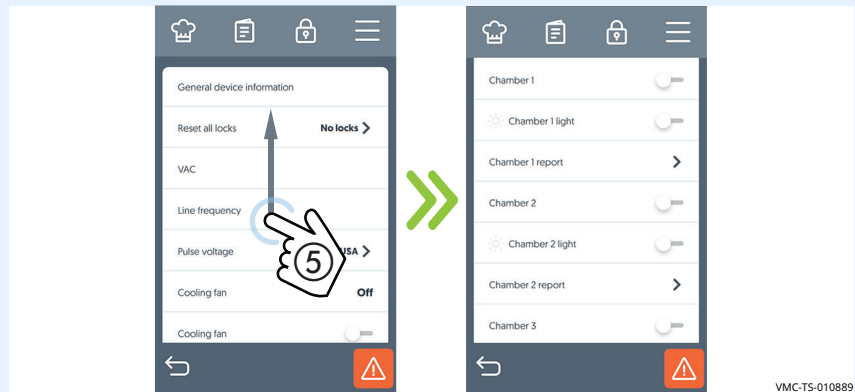 General device information
Reset all locks No locks
VAC
Line frequency
Pulse voltage USA
5
Cooling fan Off
Cooling fan
Chamber 1
Chamber 1 light
Chamber 1 report
Chamber 2
Chamber 2 light
Chamber 2 report
Chamber 3
VMC-TS-010889